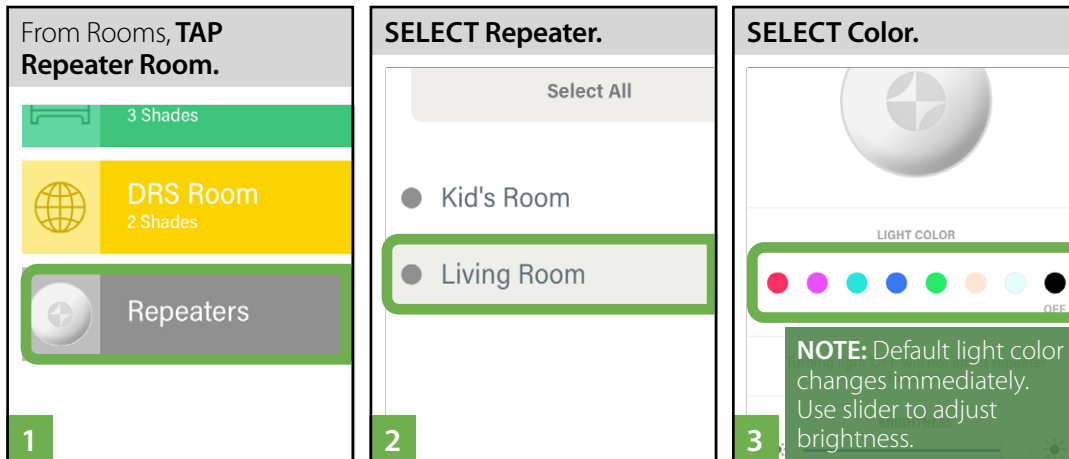 From Rooms, TAP
Repeater Room.
3 Shades
DRS Room
2 Shades
Repeaters
1
SELECT Repeater.
Select All
Kid's Room
Living Room
2
SELECT Color.
LIGHT COLOR
OFF
NOTE: Default light color
changes immediately.
Use slider to adjust
BRIGHTNESS
brightness.
3